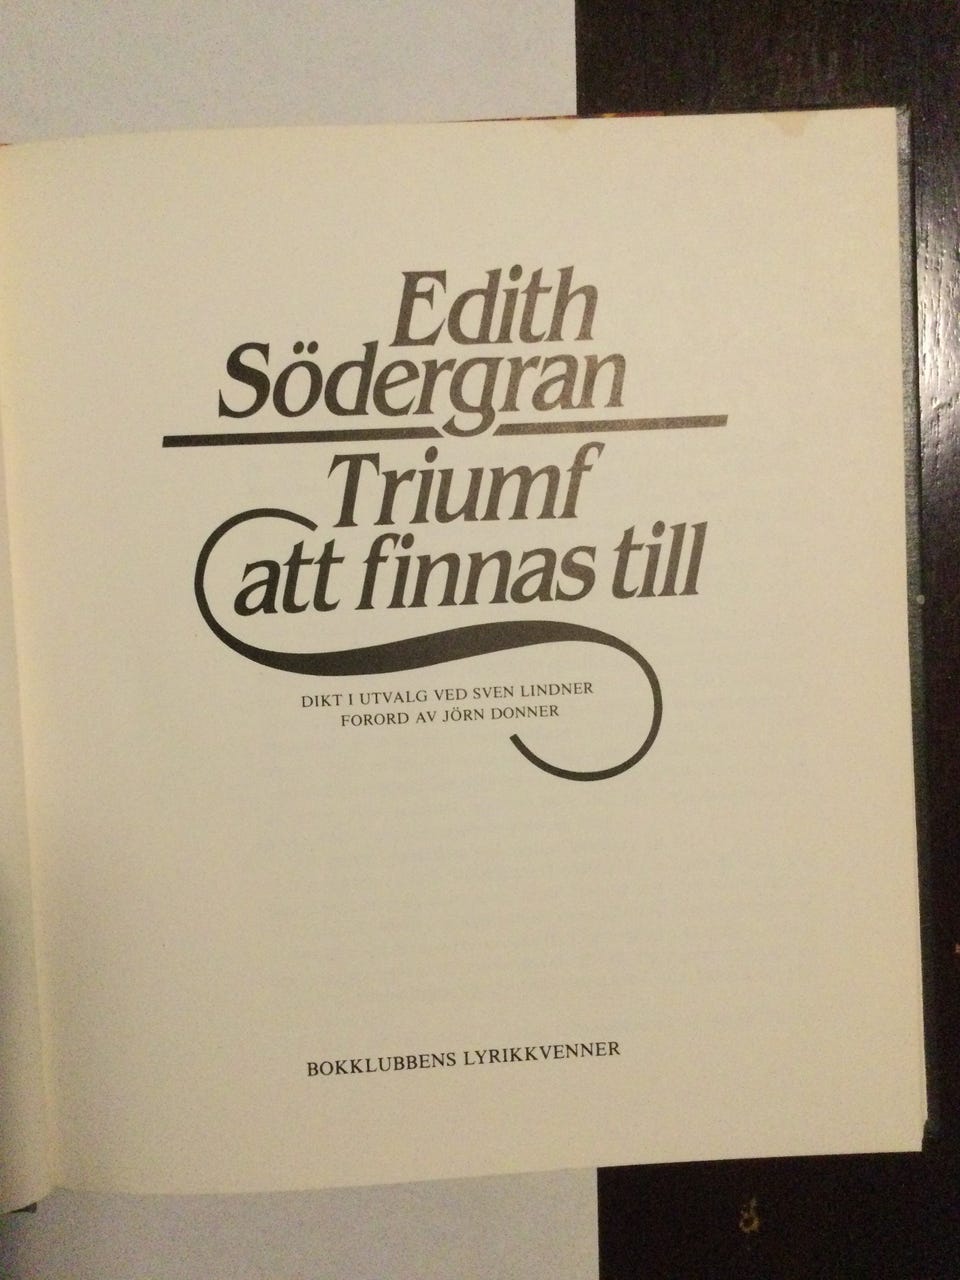 Edith
Södergran
Triumf
att finnas till
DIKT I UTVALG VED SVEN LINDNER
FORORD AV JÖRN DONNER
BOKKLUBBENS LYRIKKVENNER